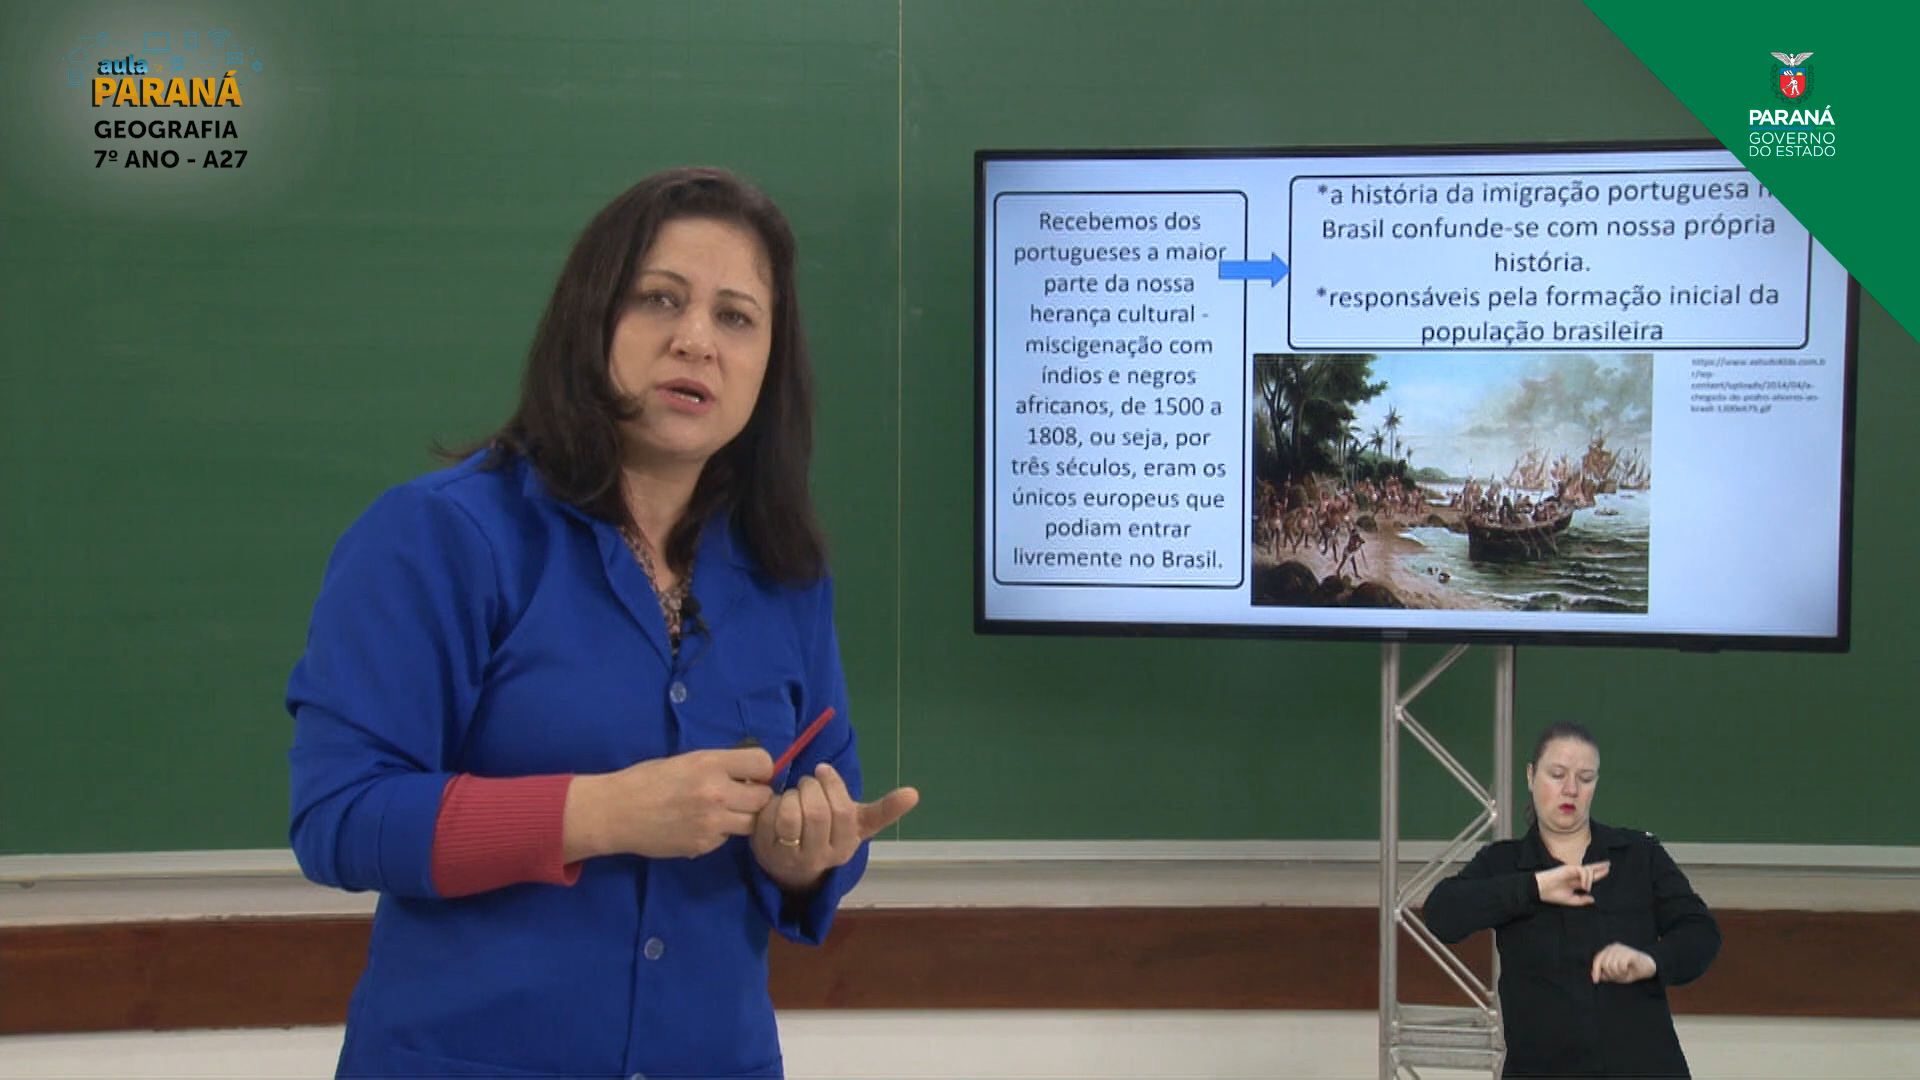 aula
PARANÁ
GEOGRAFIA
7º ANO - A27
PARANÁ
GOVERNO
DO ESTADO
Recebemos dos
portugueses a maior
parte da nossa
herança cultural -
miscigenação com
índios e negros
africanos, de 1500 a
1808, ou seja, por
três séculos, eram os
únicos europeus que
podiam entrar
livremente no Brasil.
*a história da imigração portuguesa
Brasil confunde-se com nossa própria
história.
*responsáveis pela formação inicial da
população brasileira